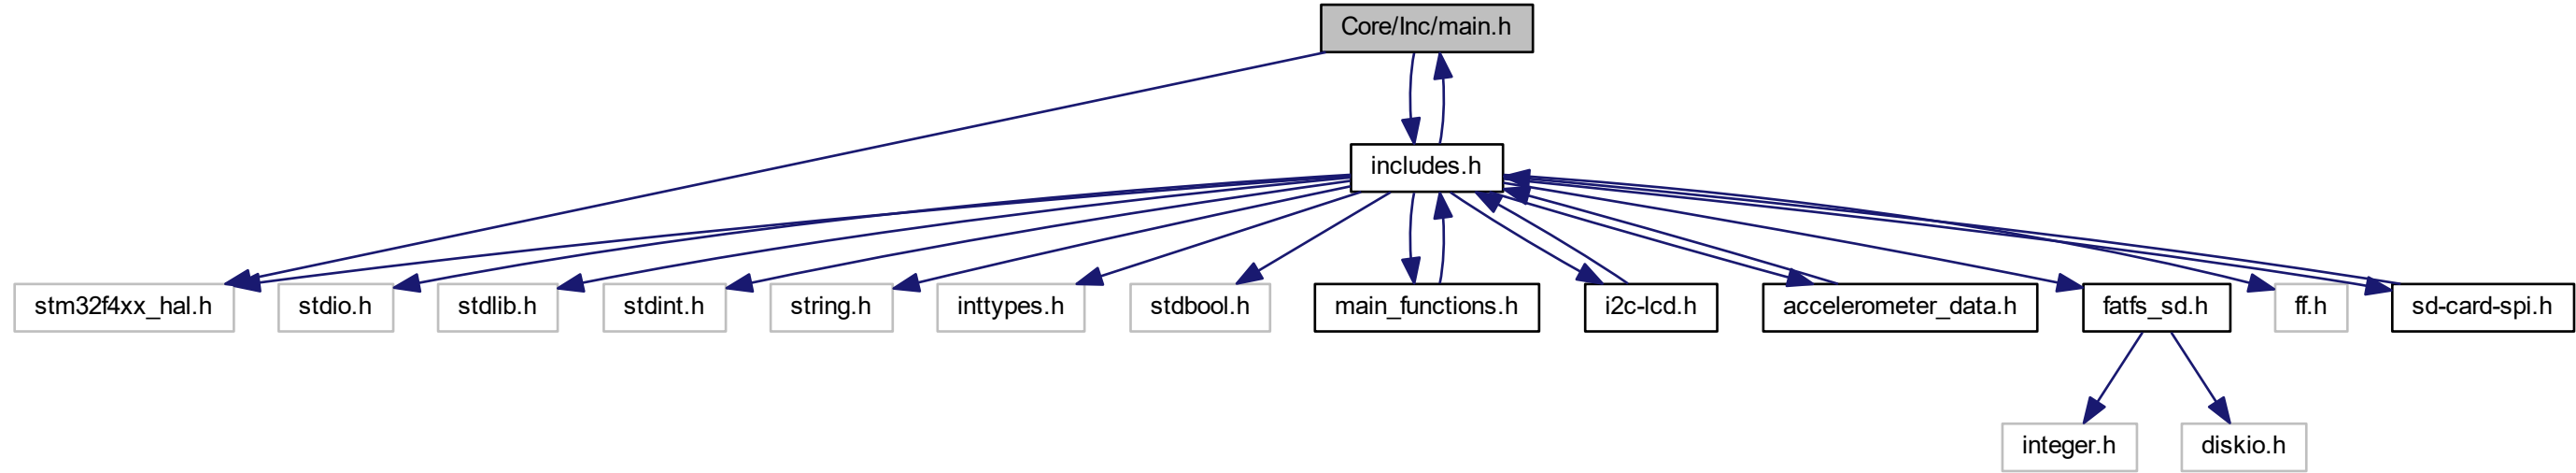 Core/Inc/main.h
includes.h
stm32f4xx_hal.h
stdio.h
stdlib.h
stdint.h
string.h
inttypes.h
stdbool.h
main_functions.h
i2c-lcd.h
accelerometer_data.h
fatfs_sd.h
ff.h
sd-card-spi.h
integer.h
diskio.h